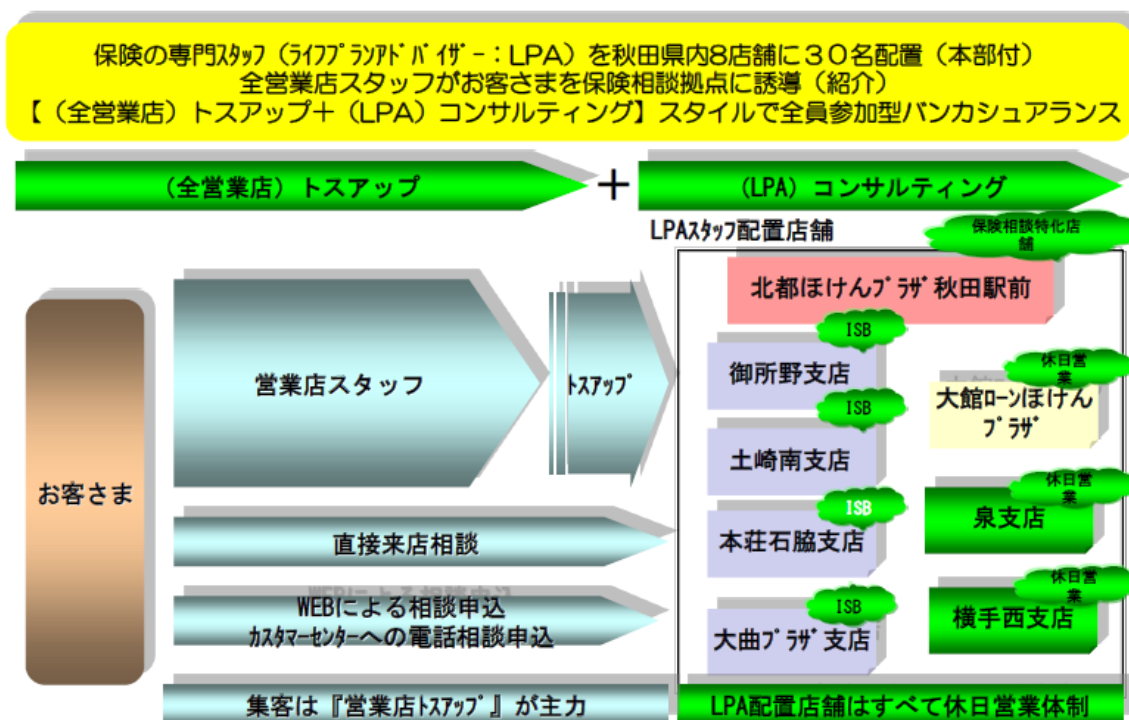 保険の専門ｽﾀｯﾌ（ﾗｲﾌﾌﾟﾗﾝｱﾄﾞﾊﾞｲｻﾞｰ：LPA）を秋田県内8店舗に３０名配置（本部付）
全営業店スタッフがお客さまを保険相談拠点に誘導（紹介）
【（全営業店）トスアップ＋（LPA）コンサルティング】スタイルで全員参加型バンカシュアランス
（全営業店）トスアップ
＋
（LPA）コンサルティング
LPAｽﾀｯﾌ配置店舗
保険相談特化店
舗
北都ほけんﾌﾟﾗｻﾞ秋田駅前
お客さま
営業店スタッフ
ﾄｽｱｯﾌﾟ
ISB
御所野支店
ISB
土崎南支店
ISB
本荘石脇支店
ISB
大曲ﾌﾟﾗｻﾞ支店
休日営
業
大館ﾛｰﾝほけん
ﾌﾟﾗｻﾞ
休日営
業
泉支店
休日営
業
横手西支店
直接来店相談
WEBによる相談申込
ｶｽﾀﾏｰｾﾝﾀｰへの電話相談申込
集客は『営業店ﾄｽｱｯﾌﾟ』が主力
LPA配置店舗はすべて休日営業体制